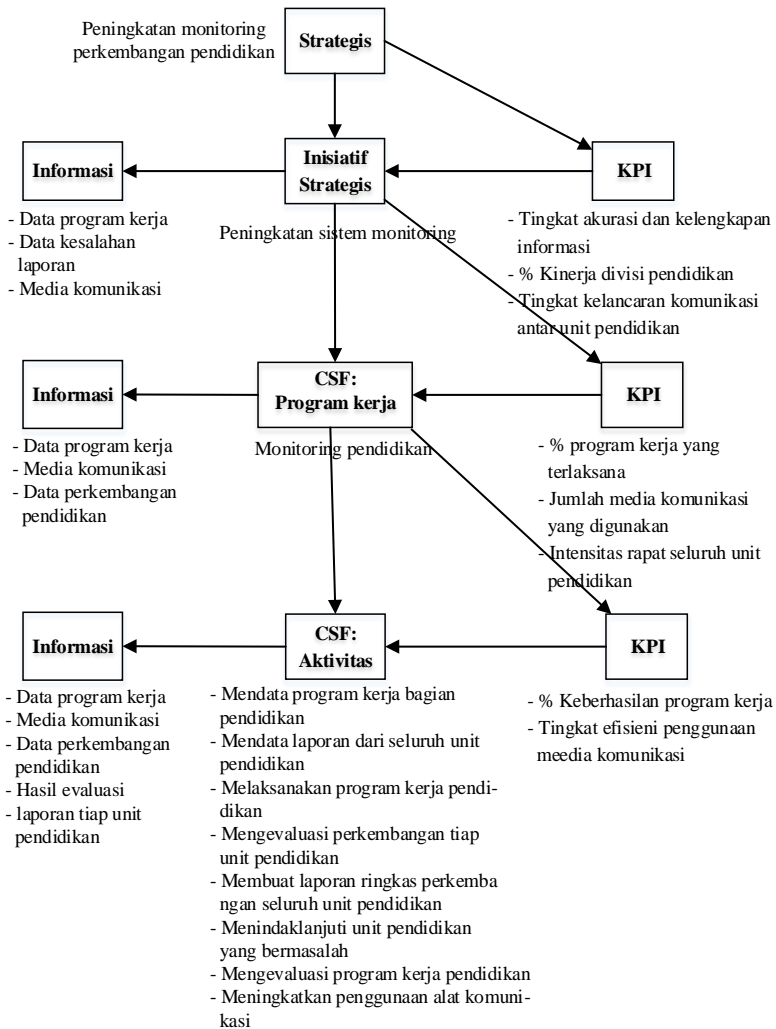 Peningkatan monitoring
perkembangan pendidikan
Strategis
Informasi
Inisiatif
Strategis
KPI
- Data program kerja
- Data kesalahan
laporan
- Media komunikasi
Peningkatan sistem monitoring
- Tingkat akurasi dan kelengkapan
informasi
- % Kinerja divisi pendidikan
- Tingkat kelancaran komunikasi
antar unit pendidikan
Informasi
CSF:
Program kerja
KPI
- Data program kerja
- Media komunikasi
- Data perkembangan
pendidikan
Monitoring pendidikan
- % program kerja yang
terlaksana
- Jumlah media komunikasi
yang digunakan
- Intensitas rapat seluruh unit
pendidikan
Informasi
CSF:
Aktivitas
KPI
- Data program kerja
- Media komunikasi
- Data perkembangan
pendidikan
- Hasil evaluasi
- laporan tiap unit
pendidikan
- Mendata program kerja bagian
pendidikan
- Mendata laporan dari seluruh unit
pendidikan
- Melaksanakan program kerja pendi-
dikan
- Mengevaluasi perkembangan tiap
unit pendidikan
- Membuat laporan ringkas perkemba
ngan seluruh unit pendidikan
- Menindaklanjuti unit pendidikan
yang bermasalah
- Mengevaluasi program kerja pendidikan
- Meningkatkan penggunaan alat komuni-
kasi
- % Keberhasilan program kerja
- Tingkat efisieni penggunaan
meedia komunikasi